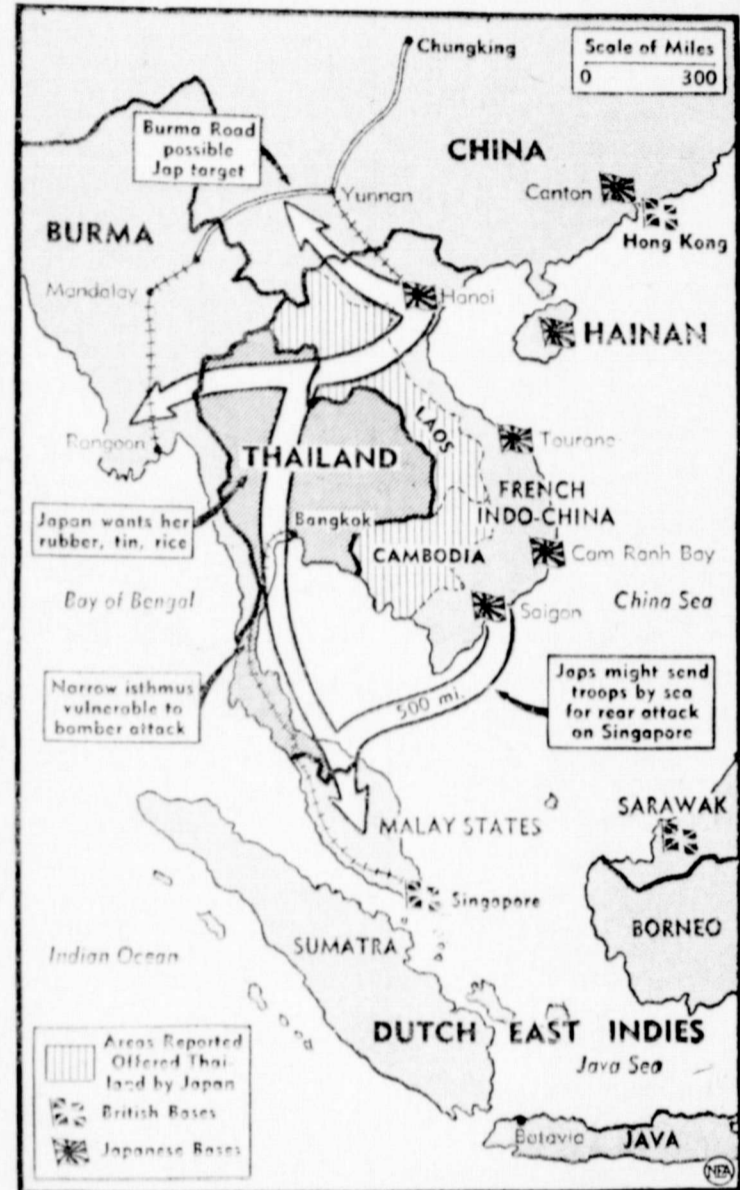 Chungking
Scale of Miles
0 300
Burma Road
possible
Jap target
CHINA
Yunnan
Canton
Hong Kong
BURMA
Mandalay
Hanoi
HAINAN
LAOS
Tourane
Rangoon
THAILAND
FRENCH
INDO-CHINA
Japan wants her
rubber, tin, rice
Bangkok
CAMBODIA
Cam Ranh Bay
Bay of Bengal
Saigon
China Sea
Narrow isthmus
vulnerable to
bomber attack
500 mi.
Japs might send
troops by sea
for rear attack
on Singapore
MALAY STATES
SARAWAK
Singapore
BORNEO
SUMATRA
Indian Ocean
DUTCH EAST INDIES
Java Sea
Areas Reported
Offered Thai-
land by Japan
British Bases
Japanese Bases
Batavia
JAVA
NEA